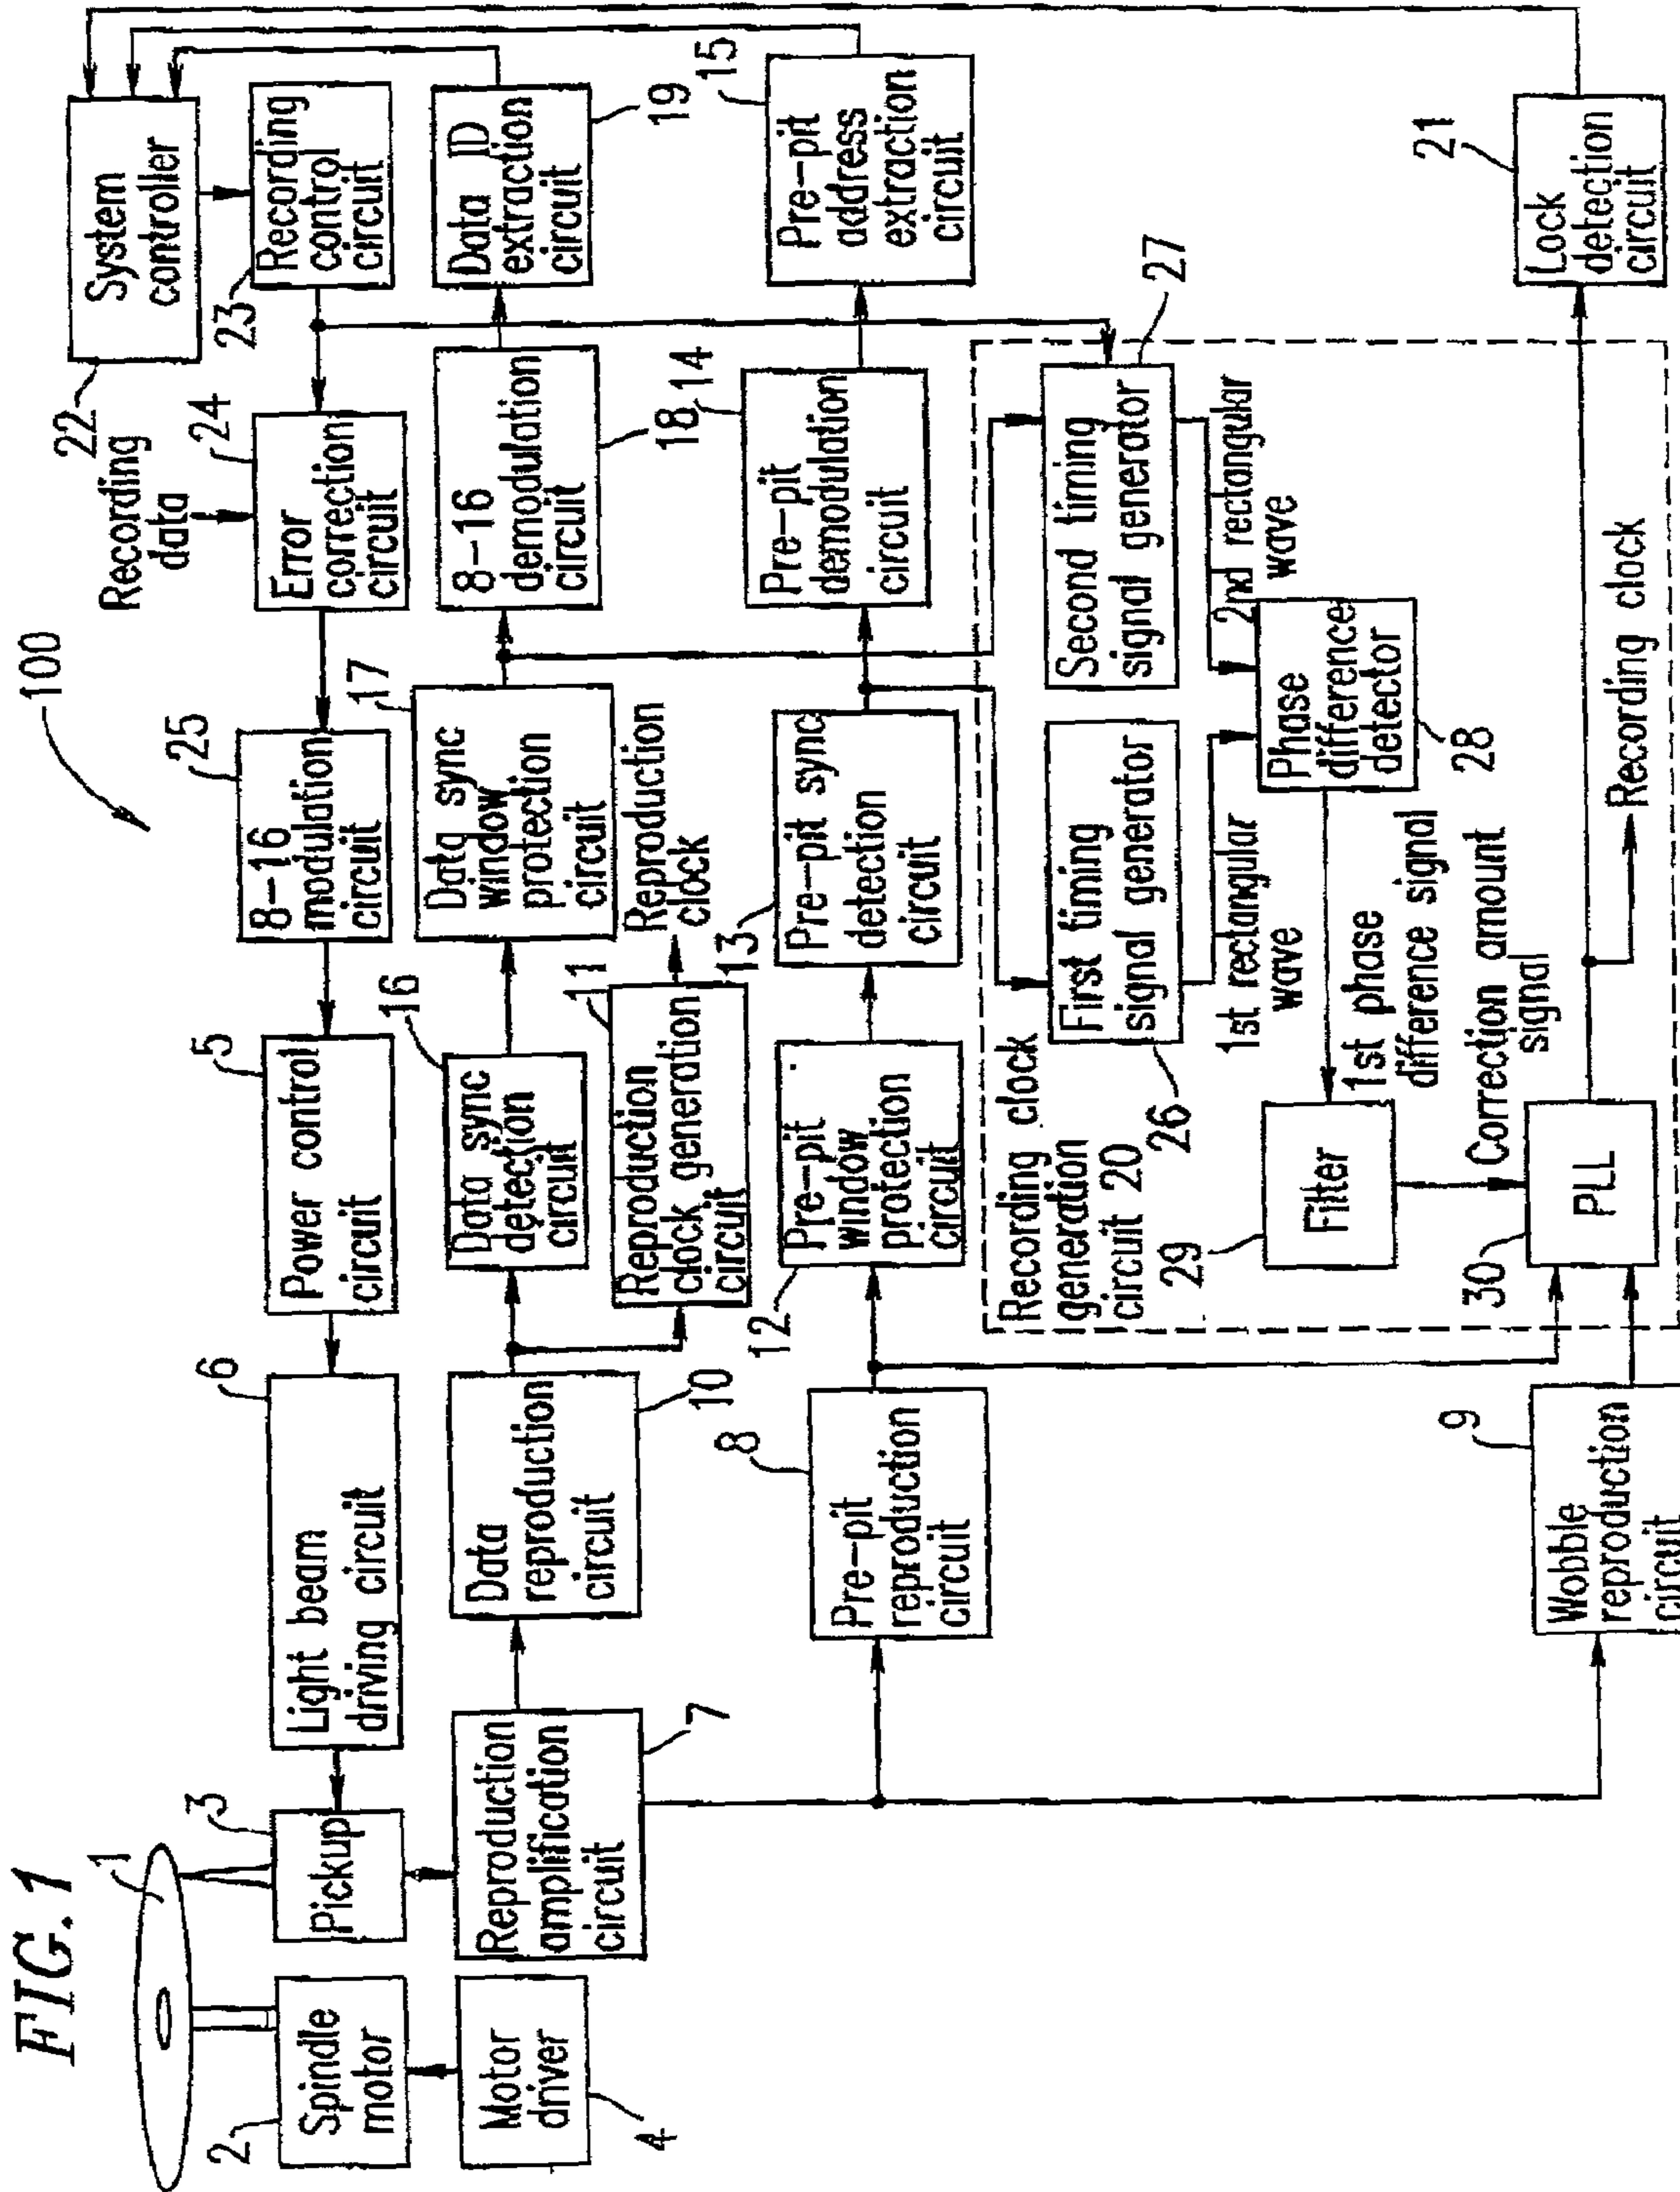 FIG. 1
100
1
2
Spindle
motor
Motor
driver
4
3
Pickup
6
Light beam
driving circuit
5
Power control
circuit
25
8-16
modulation
circuit
Recording
data
24
Error
correction
circuit
22
System
controller
23
Recording
control
circuit
Reproduction
amplification
circuit
7
Data
reproduction
circuit
10
16
Data sync
detection
circuit
17
Data sync
window
protection
circuit
8-16
demodulation
circuit
18
Data ID
extraction
circuit
19
11
Reproduction
clock generation
circuit
Reproduction
clock
8
Pre-pit
reproduction
circuit
12
Pre-pit
window
protection
circuit
13
Pre-pit sync
detection
circuit
14
Pre-pit
demodulation
circuit
15
Pre-pit
address
extraction
circuit
Recording clock
generation
circuit 20
First timing
signal generator
26
Second timing
signal generator
27
1st rectangular
wave
2nd rectangular
wave
Phase
difference
detector
28
1st phase
difference signal
Filter
29
Correction amount
signal
30
PLL
Recording clock
9
Wobble
reproduction
circuit
21
Lock
detection
circuit